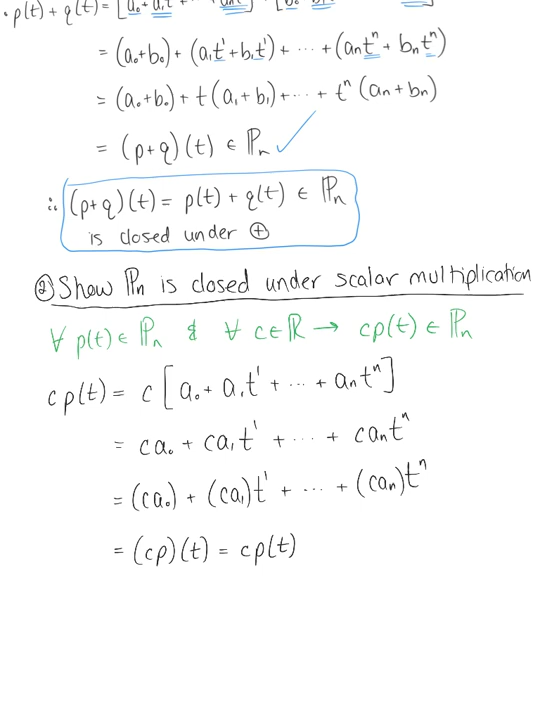 · p(t) + q(t) = [a₀ + a₁t¹ + ⋯
= (a₀+b₀) + (a₁t¹+b₁t¹) + ⋯ + (aₙtⁿ + bₙtⁿ)
= (a₀+b₀) + t(a₁+b₁) + ⋯ + tⁿ(aₙ+bₙ)
= (p+q)(t) ∈ ℙₙ ✓
∴ (p+q)(t) = p(t) + q(t) ∈ ℙₙ
is closed under ⊕
② Show ℙₙ is closed under scalar multiplication
∀ p(t) ∈ ℙₙ & ∀ c∈ℝ → cp(t) ∈ ℙₙ
cp(t) = c[a₀ + a₁t¹ + ⋯ + aₙtⁿ]
= ca₀ + ca₁t¹ + ⋯ + caₙtⁿ
= (ca₀) + (ca₁)t¹ + ⋯ + (caₙ)tⁿ
= (cp)(t) = cp(t)